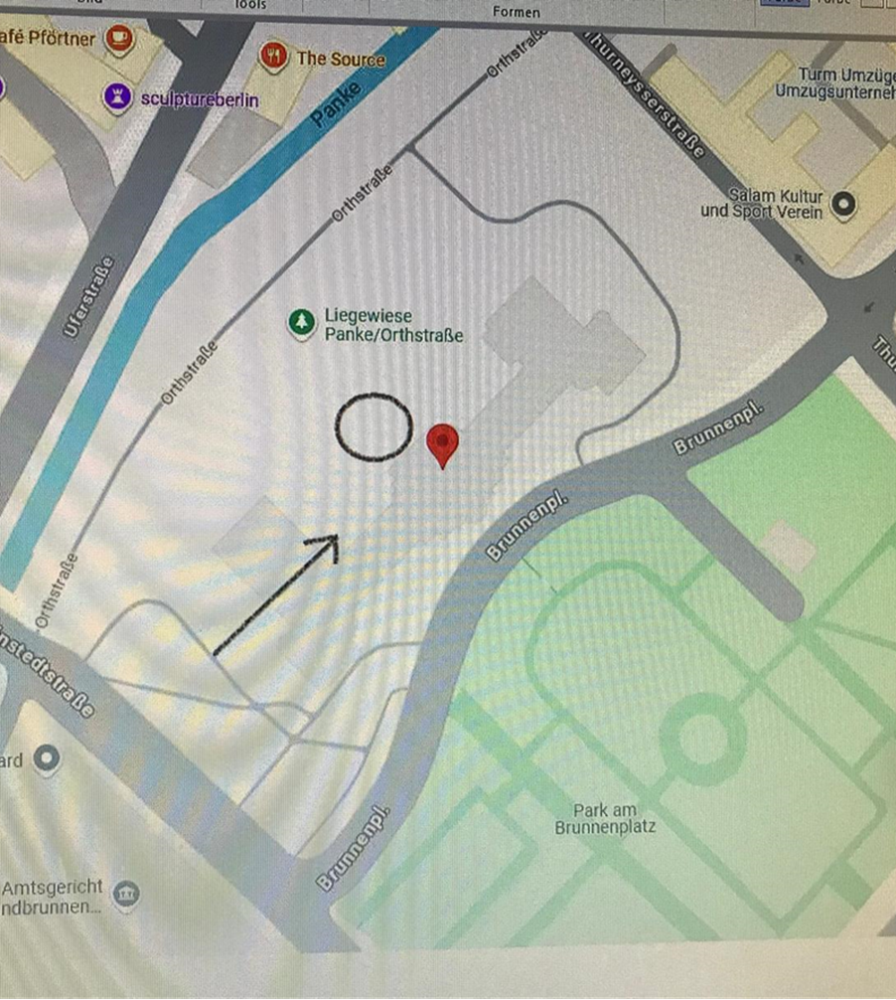 Tools
Formen
afé Pförtner
The Source
sculptureberlin
Panke
Orthstraße
Thurneysserstraße
Turm Umzüge
Umzugsunterneh
Orthstraße
Salam Kultur
und Sport Verein
Uferstraße
Liegewiese
Panke/Orthstraße
Orthstraße
Thu
Brunnenpl.
Brunnenpl.
Orthstraße
nstedtstraße
ard
Park am
Brunnenplatz
Brunnenpl.
Amtsgericht
ndbrunnen...